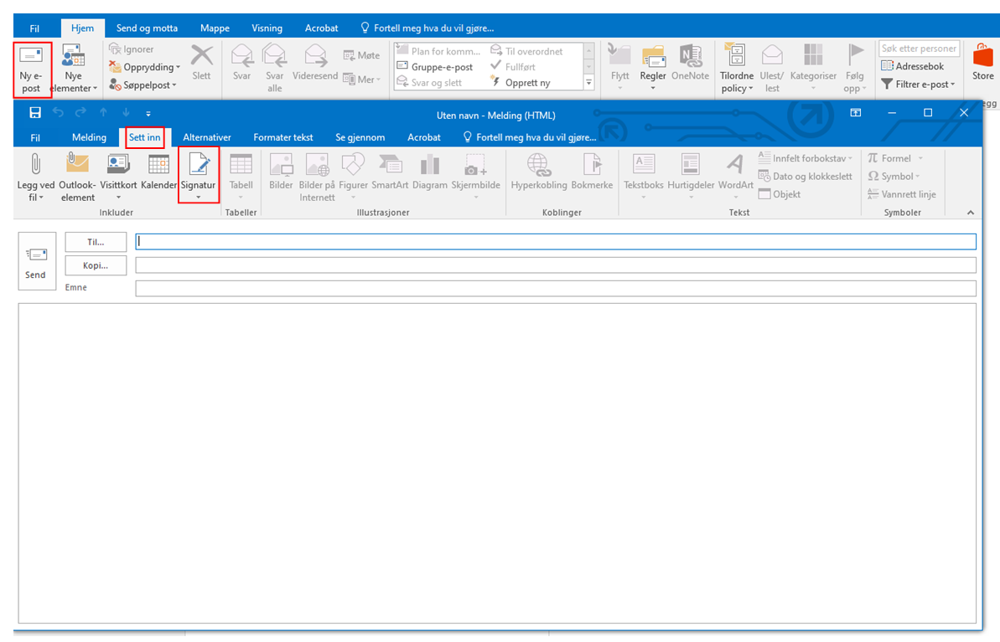 Fil Hjem Send og motta Mappe Visning Acrobat Fortell meg hva du vil gjøre...
Ny e-post
Nye elementer
Ignorer
Opprydding
Søppelpost
Slett
Svar
Svar alle
Videresend
Møte
Mer
Plan for komm...
Gruppe-e-post
Svar og slett
Til overordnet
Fullført
Opprett ny
Flytt
Regler
OneNote
Tilordne policy
Ulest/ lest
Kategoriser
Følg opp
Søk etter personer
Adressebok
Filtrer e-post
Store
egg
Uten navn - Melding (HTML)
Fil Melding Sett inn Alternativer Formater tekst Se gjennom Acrobat Fortell meg hva du vil gjøre...
Legg ved fil
Outlook-element
Visittkort
Kalender
Signatur
Inkluder
Tabell
Tabeller
Bilder
Bilder på Internett
Figurer
SmartArt
Diagram
Skjermbilde
Illustrasjoner
Hyperkobling
Bokmerke
Koblinger
Tekstboks
Hurtigdeler
WordArt
Innfelt forbokstav
Dato og klokkeslett
Objekt
Tekst
Formel
Symbol
Vannrett linje
Symboler
Send
Til...
Kopi...
Emne